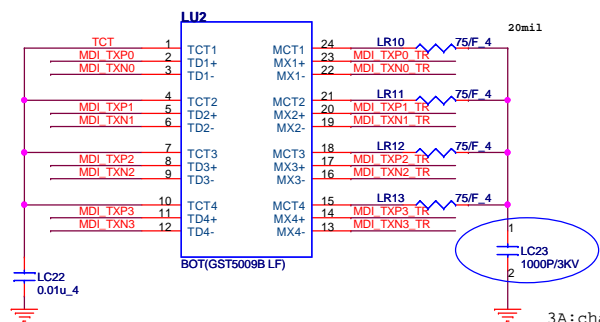 LU2
20mil
TCT 1 TCT1 MCT1 24 LR10 75/F_4
MDI_TXP0 2 TD1+ MX1+ 23 MDI_TXP0_TR
MDI_TXN0 3 TD1- MX1- 22 MDI_TXN0_TR
4 TCT2 MCT2 21 LR11 75/F_4
MDI_TXP1 5 TD2+ MX2+ 20 MDI_TXP1_TR
MDI_TXN1 6 TD2- MX2- 19 MDI_TXN1_TR
7 TCT3 MCT3 18 LR12 75/F_4
MDI_TXP2 8 TD3+ MX3+ 17 MDI_TXP2_TR
MDI_TXN2 9 TD3- MX3- 16 MDI_TXN2_TR
10 TCT4 MCT4 15 LR13 75/F_4
MDI_TXP3 11 TD4+ MX4+ 14 MDI_TXP3_TR
MDI_TXN3 12 TD4- MX4- 13 MDI_TXN3_TR
BOT(GST5009B LF)
LC22
0.01u_4
1
LC23
1000P/3KV
2
3A:cha